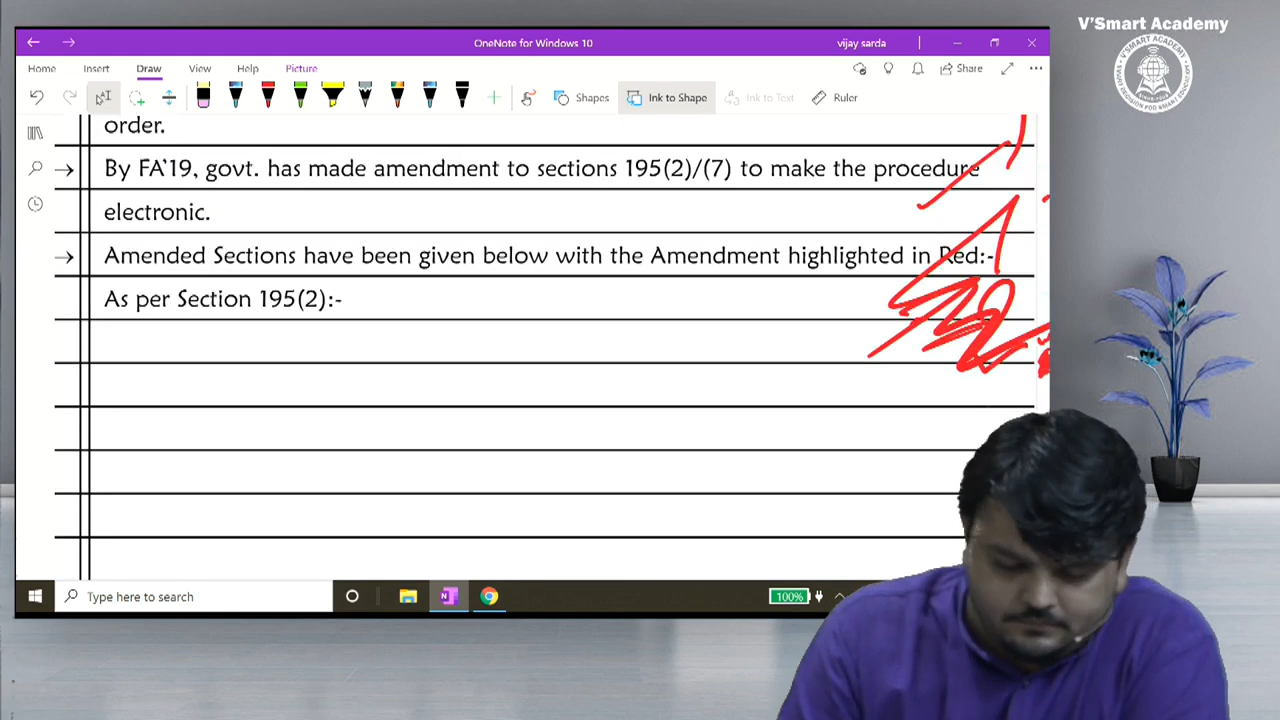 V'Smart Academy
OneNote for Windows 10
vijay sarda
Home Insert Draw View Help Picture
Share
Shapes Ink to Shape Ink to Text Ruler
order.
→ By FA'19, govt. has made amendment to sections 195(2)/(7) to make the procedure
electronic.
→ Amended Sections have been given below with the Amendment highlighted in Red:-
As per Section 195(2):-
Type here to search
100%